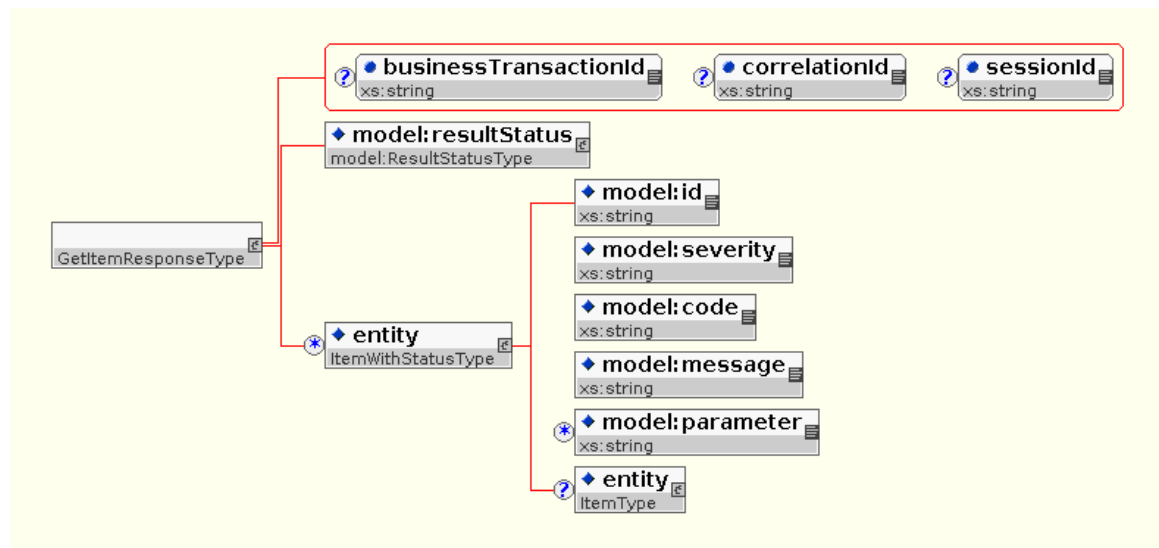 ? businessTransactionId ? correlationId ? sessionId
xs:string xs:string xs:string
model:resultStatus
model:ResultStatusType
model:id
xs:string
GetItemResponseType
model:severity
xs:string
model:code
xs:string
* entity
ItemWithStatusType
model:message
xs:string
* model:parameter
xs:string
? entity
ItemType